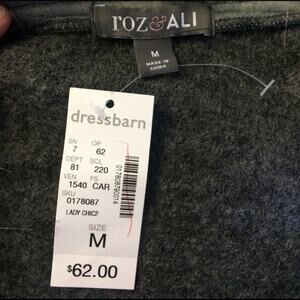 roz&ALI
M
MADE IN
CHINA
dressbarn
SN OP
7 62
DEPT SCL
81 220
VEN FS
1540 CAR
SKU
0178087
LADY CHIC2
SIZE
M
$62.00